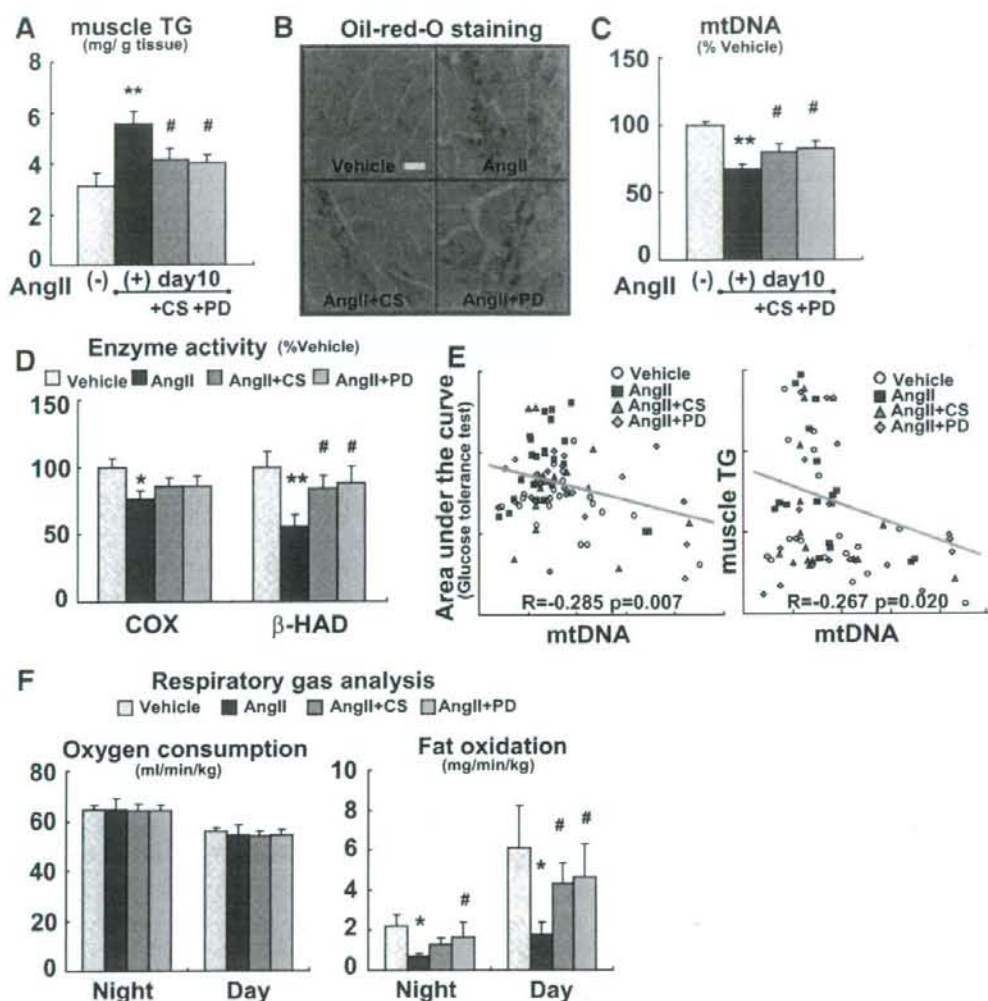 A
muscle TG
(mg/ g tissue)
8
6
4
2
0
**
#
#
AngII (-) (+) day10
+CS +PD
B
Oil-red-O staining
Vehicle
AngII
AngII+CS
AngII+PD
C
mtDNA
(% Vehicle)
150
100
50
0
**
#
#
AngII (-) (+) day10
+CS +PD
D Enzyme activity (%Vehicle)
Vehicle AngII AngII+CS AngII+PD
150
100
50
0
*
**
#
#
COX β-HAD
E
Area under the curve
(Glucose tolerance test)
Vehicle
AngII
AngII+CS
AngII+PD
R=-0.285 p=0.007
mtDNA
muscle TG
Vehicle
AngII
AngII+CS
AngII+PD
R=-0.267 p=0.020
mtDNA
F
Respiratory gas analysis
Vehicle AngII AngII+CS AngII+PD
Oxygen consumption
(ml/min/kg)
80
60
40
20
0
Night Day
Fat oxidation
(mg/min/kg)
10
8
6
4
2
0
*
#
*
#
#
Night Day